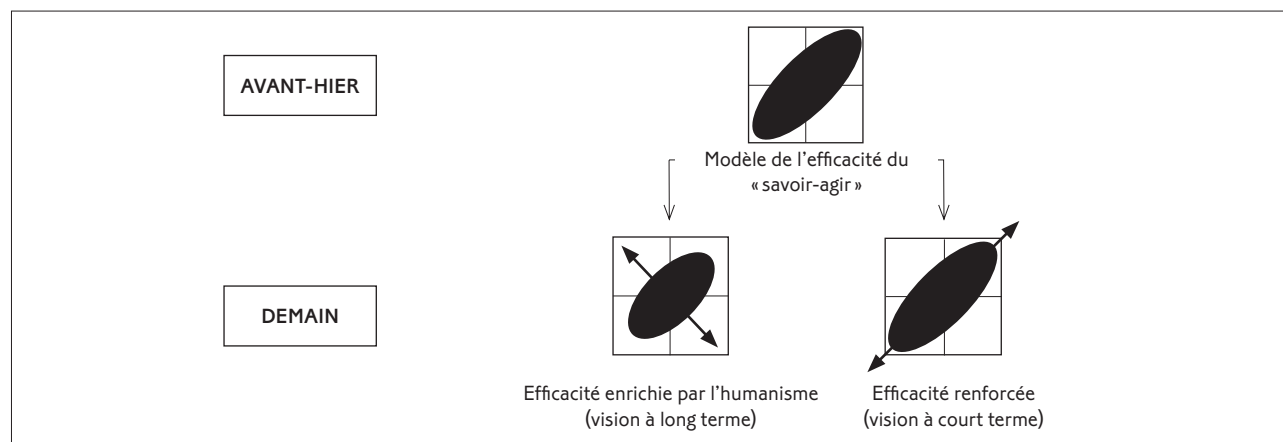 AVANT-HIER
Modèle de l’efficacité du
« savoir-agir »
DEMAIN
Efficacité enrichie par l’humanisme
(vision à long terme)
Efficacité renforcée
(vision à court terme)